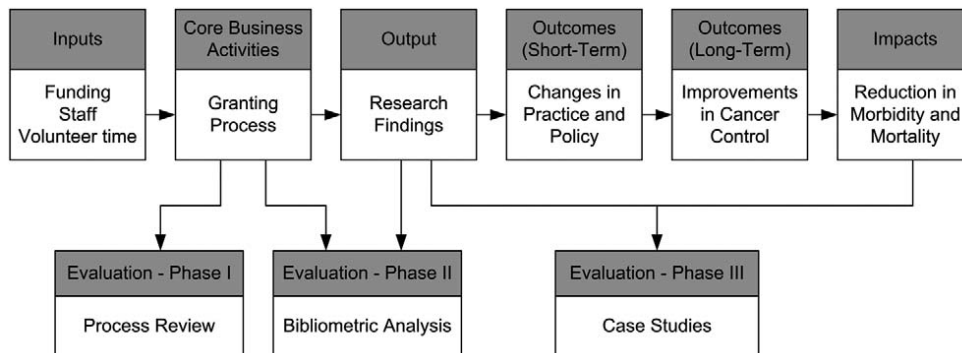 Inputs
Funding
Staff
Volunteer time
Core Business
Activities
Granting
Process
Output
Research
Findings
Outcomes
(Short-Term)
Changes in
Practice and
Policy
Outcomes
(Long-Term)
Improvements
in Cancer
Control
Impacts
Reduction in
Morbidity and
Mortality
Evaluation - Phase I
Process Review
Evaluation - Phase II
Bibliometric Analysis
Evaluation - Phase III
Case Studies